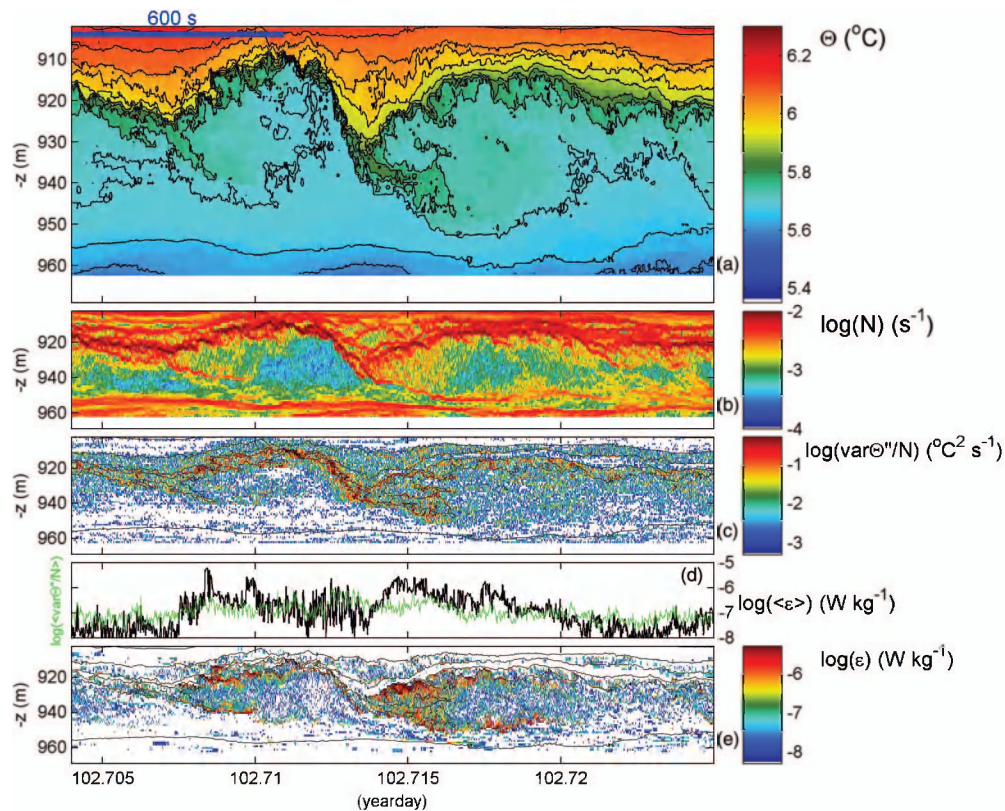 600 s
Θ (°C)
910
920
930
940
950
960
-z (m)
(a)
6.2
6
5.8
5.6
5.4
920
940
960
-z (m)
(b)
-2
-3
-4
log(N) (s⁻¹)
920
940
960
-z (m)
(c)
-1
-2
-3
log(varΘ"/N) (°C² s⁻¹)
log(<varΘ"/N>)
(d)
-5
-6
-7
-8
log(<ε>) (W kg⁻¹)
920
940
960
-z (m)
(e)
-6
-7
-8
log(ε) (W kg⁻¹)
102.705
102.71
102.715
102.72
(yearday)